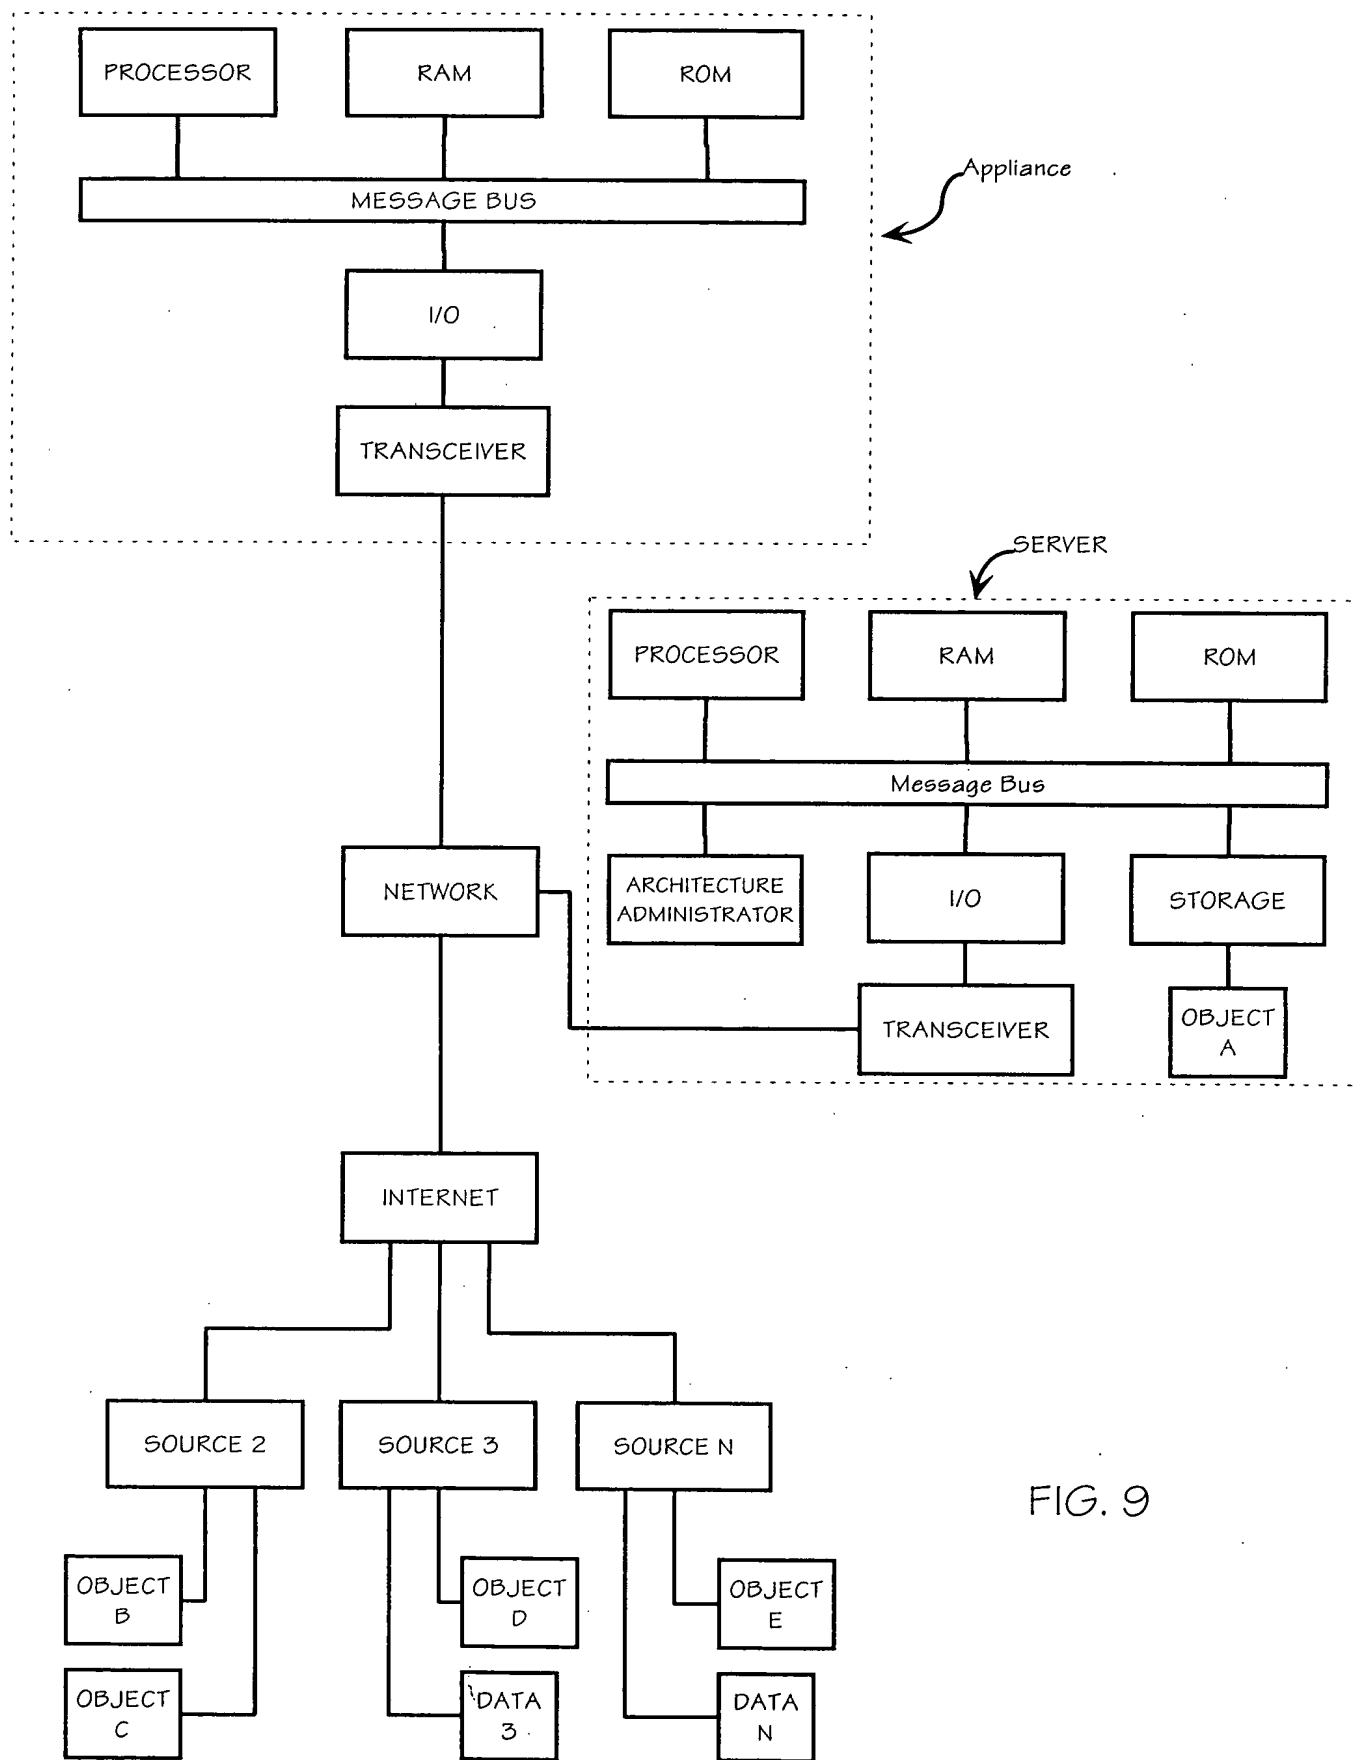 PROCESSOR
RAM
ROM
MESSAGE BUS
Appliance
I/O
TRANSCEIVER
SERVER
PROCESSOR
RAM
ROM
Message Bus
NETWORK
ARCHITECTURE
ADMINISTRATOR
I/O
STORAGE
TRANSCEIVER
OBJECT
A
INTERNET
SOURCE 2
SOURCE 3
SOURCE N
OBJECT
B
OBJECT
C
OBJECT
D
DATA
3
OBJECT
E
DATA
N
FIG. 9